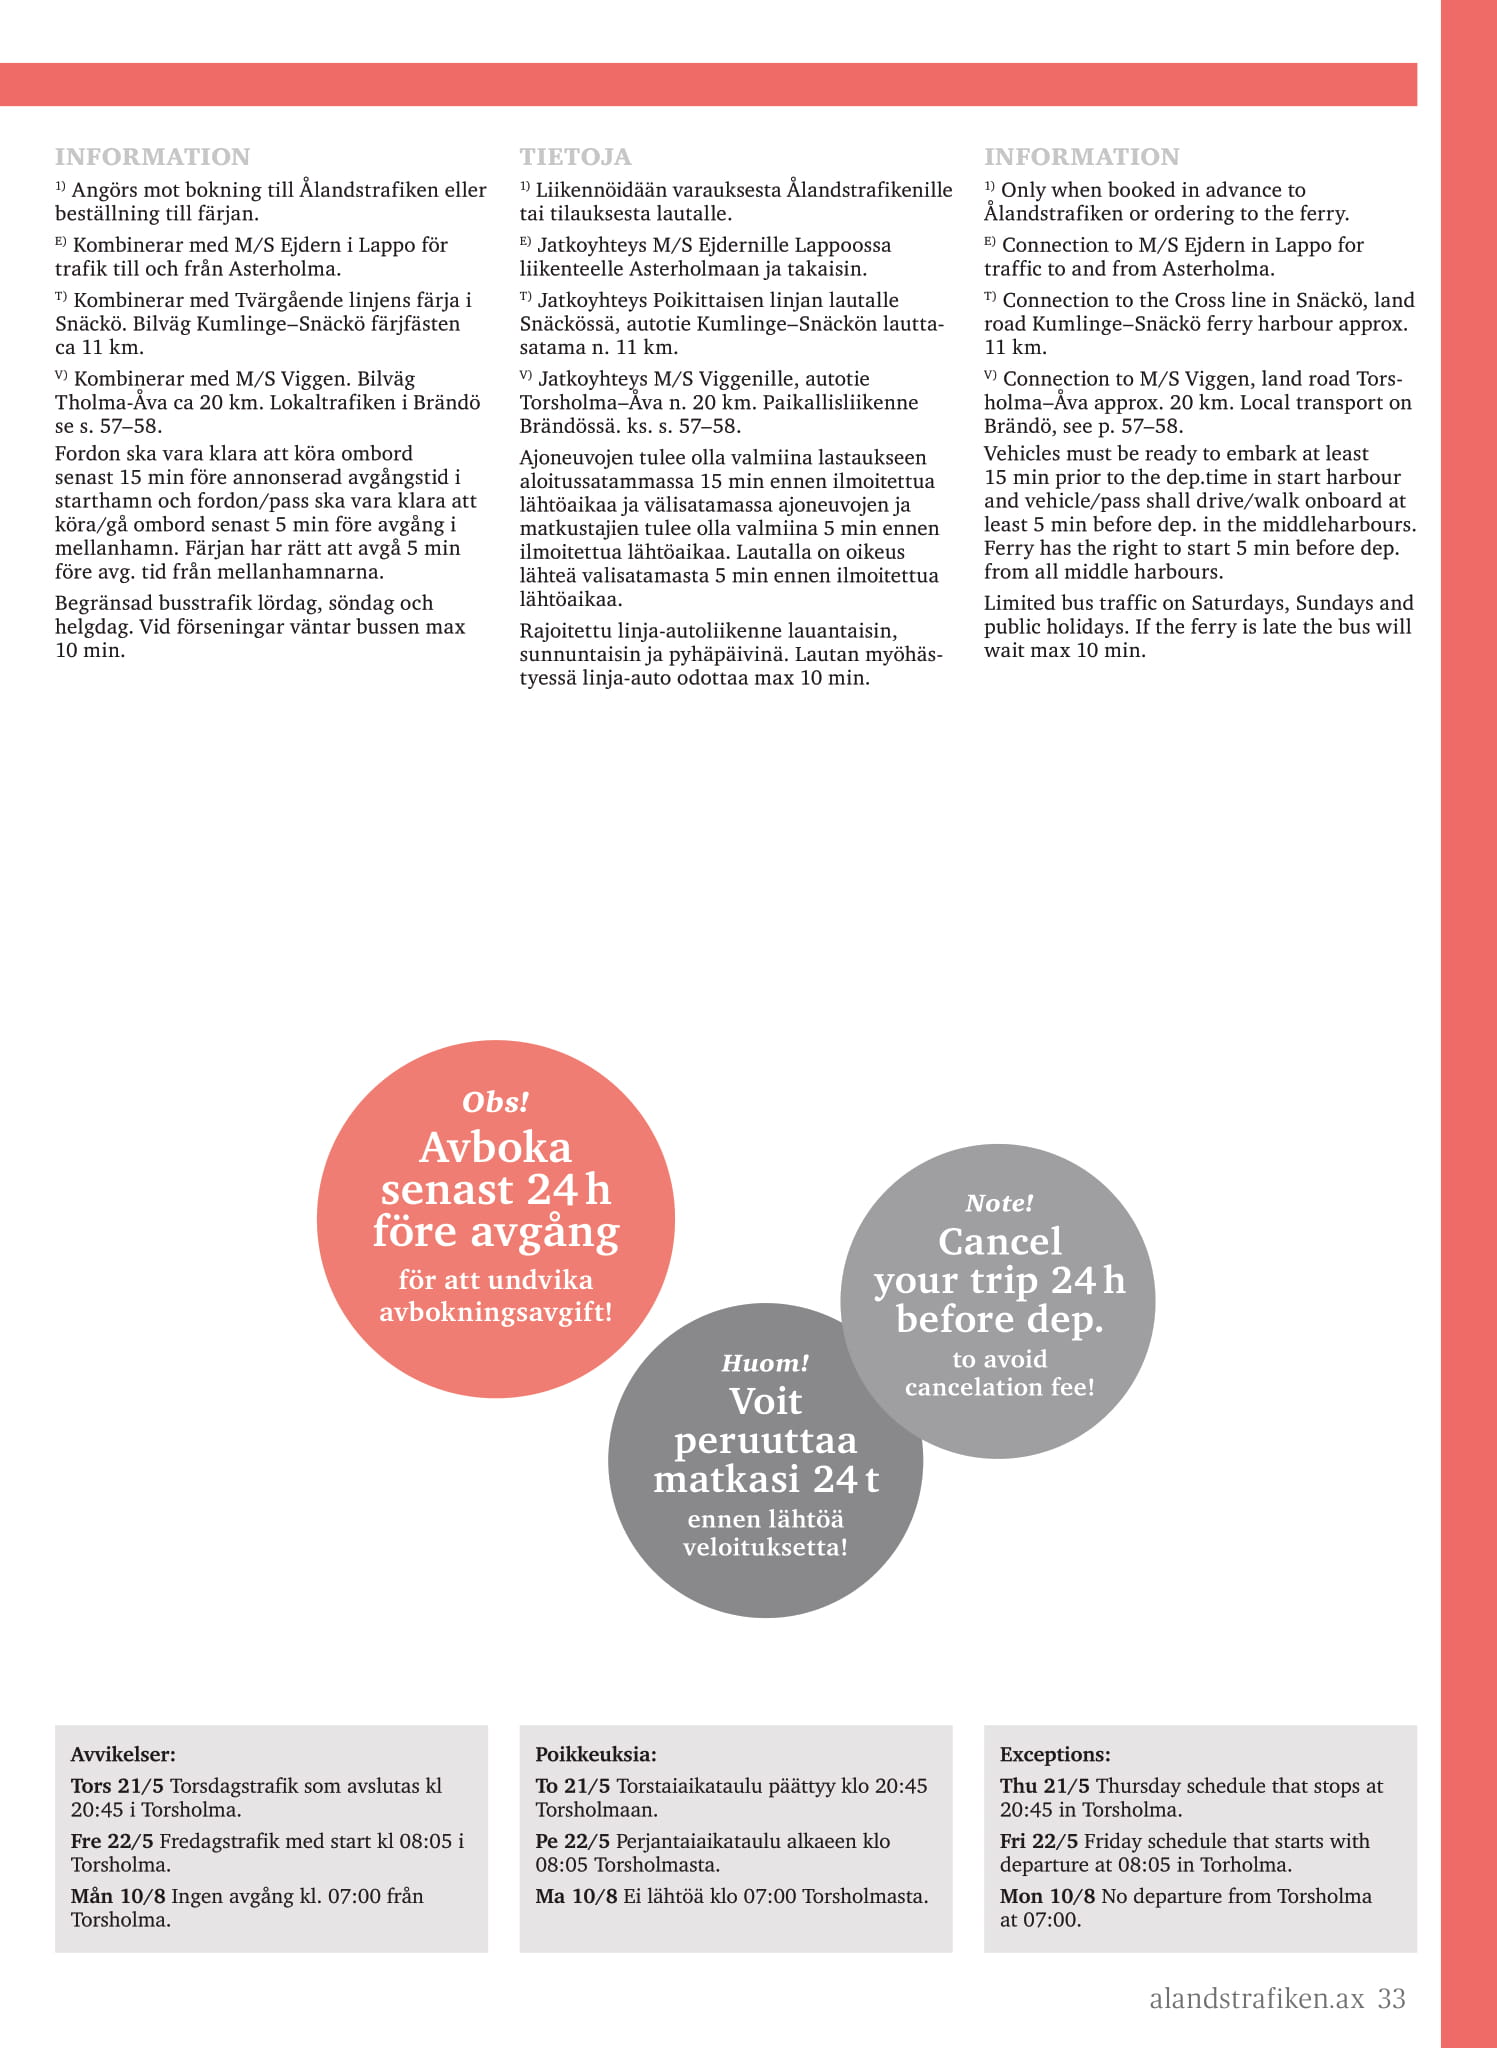 INFORMATION
1) Angörs mot bokning till Ålandstrafiken eller
beställning till färjan.
E) Kombinerar med M/S Ejdern i Lappo för
trafik till och från Asterholma.
T) Kombinerar med Tvärgående linjens färja i
Snäckö. Bilväg Kumlinge–Snäckö färjfästen
ca 11 km.
V) Kombinerar med M/S Viggen. Bilväg
Tholma-Åva ca 20 km. Lokaltrafiken i Brändö
se s. 57–58.
Fordon ska vara klara att köra ombord
senast 15 min före annonserad avgångstid i
starthamn och fordon/pass ska vara klara att
köra/gå ombord senast 5 min före avgång i
mellanhamn. Färjan har rätt att avgå 5 min
före avg. tid från mellanhamnarna.
Begränsad busstrafik lördag, söndag och
helgdag. Vid förseningar väntar bussen max
10 min.
TIETOJA
1) Liikennöidään varauksesta Ålandstrafikenille
tai tilauksesta lautalle.
E) Jatkoyhteys M/S Ejdernille Lappoossa
liikenteelle Asterholmaan ja takaisin.
T) Jatkoyhteys Poikittaisen linjan lautalle
Snäckössä, autotie Kumlinge–Snäckön lautta-
satama n. 11 km.
V) Jatkoyhteys M/S Viggenille, autotie
Torsholma–Åva n. 20 km. Paikallisliikenne
Brändössä. ks. s. 57–58.
Ajoneuvojen tulee olla valmiina lastaukseen
aloitussatammassa 15 min ennen ilmoitettua
lähtöaikaa ja välisatamassa ajoneuvojen ja
matkustajien tulee olla valmiina 5 min ennen
ilmoitettua lähtöaikaa. Lautalla on oikeus
lähteä valisatamasta 5 min ennen ilmoitettua
lähtöaikaa.
Rajoitettu linja-autoliikenne lauantaisin,
sunnuntaisin ja pyhäpäivinä. Lautan myöhäs-
tyessä linja-auto odottaa max 10 min.
INFORMATION
1) Only when booked in advance to
Ålandstrafiken or ordering to the ferry.
E) Connection to M/S Ejdern in Lappo for
traffic to and from Asterholma.
T) Connection to the Cross line in Snäckö, land
road Kumlinge–Snäckö ferry harbour approx.
11 km.
V) Connection to M/S Viggen, land road Tors-
holma–Åva approx. 20 km. Local transport on
Brändö, see p. 57–58.
Vehicles must be ready to embark at least
15 min prior to the dep.time in start harbour
and vehicle/pass shall drive/walk onboard at
least 5 min before dep. in the middleharbours.
Ferry has the right to start 5 min before dep.
from all middle harbours.
Limited bus traffic on Saturdays, Sundays and
public holidays. If the ferry is late the bus will
wait max 10 min.
Obs!
Avboka
senast 24 h
före avgång
för att undvika
avbokningsavgift!
Note!
Cancel
your trip 24 h
before dep.
to avoid
cancelation fee!
Huom!
Voit
peruuttaa
matkasi 24 t
ennen lähtöä
veloituksetta!
Avvikelser:
Tors 21/5 Torsdagstrafik som avslutas kl
20:45 i Torsholma.
Fre 22/5 Fredagstrafik med start kl 08:05 i
Torsholma.
Mån 10/8 Ingen avgång kl. 07:00 från
Torsholma.
Poikkeuksia:
To 21/5 Torstaiaikataulu päättyy klo 20:45
Torsholmaan.
Pe 22/5 Perjantaiaikataulu alkaeen klo
08:05 Torsholmasta.
Ma 10/8 Ei lähtöä klo 07:00 Torsholmasta.
Exceptions:
Thu 21/5 Thursday schedule that stops at
20:45 in Torsholma.
Fri 22/5 Friday schedule that starts with
departure at 08:05 in Torholma.
Mon 10/8 No departure from Torsholma
at 07:00.
alandstrafiken.ax 33